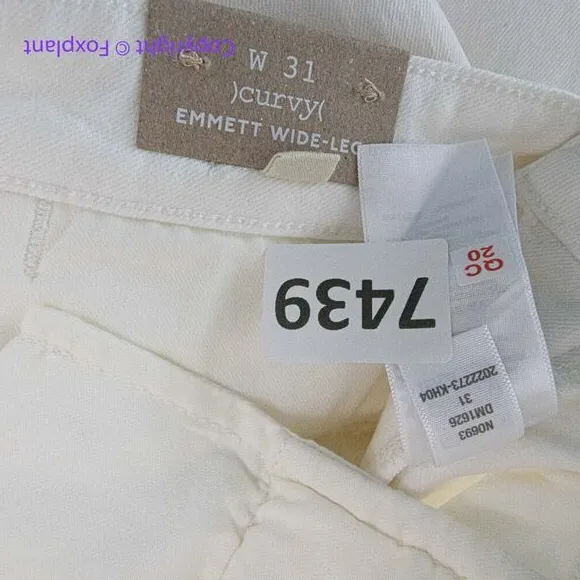 Copyright © Foxplant
W 31
)curvy(
EMMETT WIDE-LEG
QC
20
7439
N0693
DM1626
31
2022273-KH04